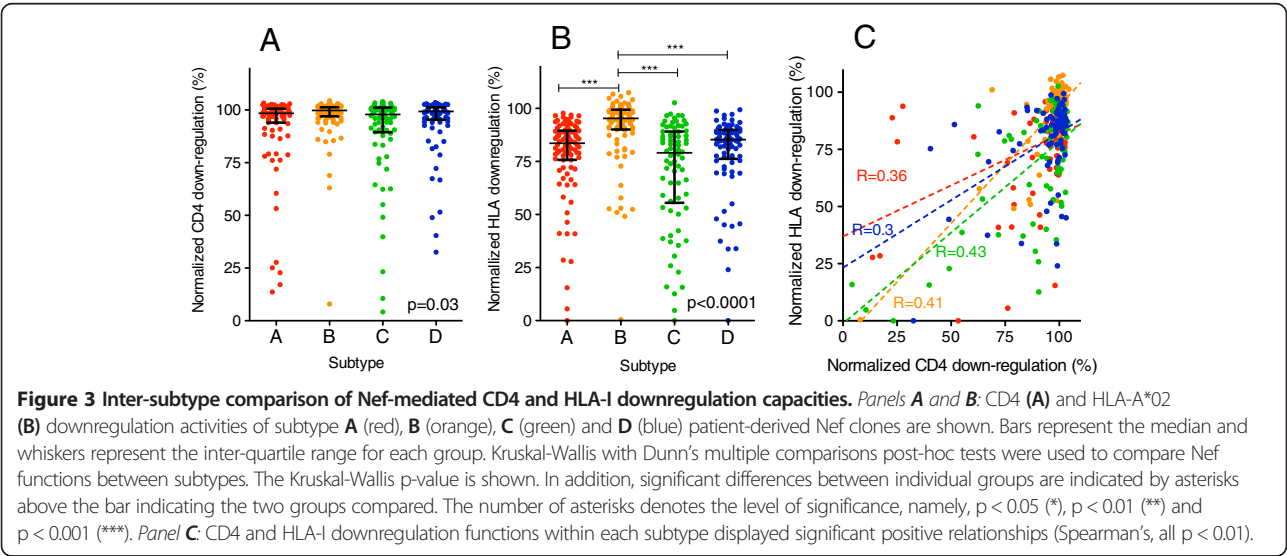 A
Normalized CD4 down-regulation (%)
100
75
50
25
0
p=0.03
A B C D
Subtype
B
Normalized HLA down-regulation (%)
100
75
50
25
0
***
***
***
p<0.0001
A B C D
Subtype
C
Normalized HLA down-regulation (%)
100
75
50
25
0
R=0.36
R=0.3
R=0.43
R=0.41
0 25 50 75 100
Normalized CD4 down-regulation (%)
Figure 3 Inter-subtype comparison of Nef-mediated CD4 and HLA-I downregulation capacities. Panels A and B: CD4 (A) and HLA-A*02
(B) downregulation activities of subtype A (red), B (orange), C (green) and D (blue) patient-derived Nef clones are shown. Bars represent the median and
whiskers represent the inter-quartile range for each group. Kruskal-Wallis with Dunn's multiple comparisons post-hoc tests were used to compare Nef
functions between subtypes. The Kruskal-Wallis p-value is shown. In addition, significant differences between individual groups are indicated by asterisks
above the bar indicating the two groups compared. The number of asterisks denotes the level of significance, namely, p < 0.05 (*), p < 0.01 (**) and
p < 0.001 (***). Panel C: CD4 and HLA-I downregulation functions within each subtype displayed significant positive relationships (Spearman's, all p < 0.01).